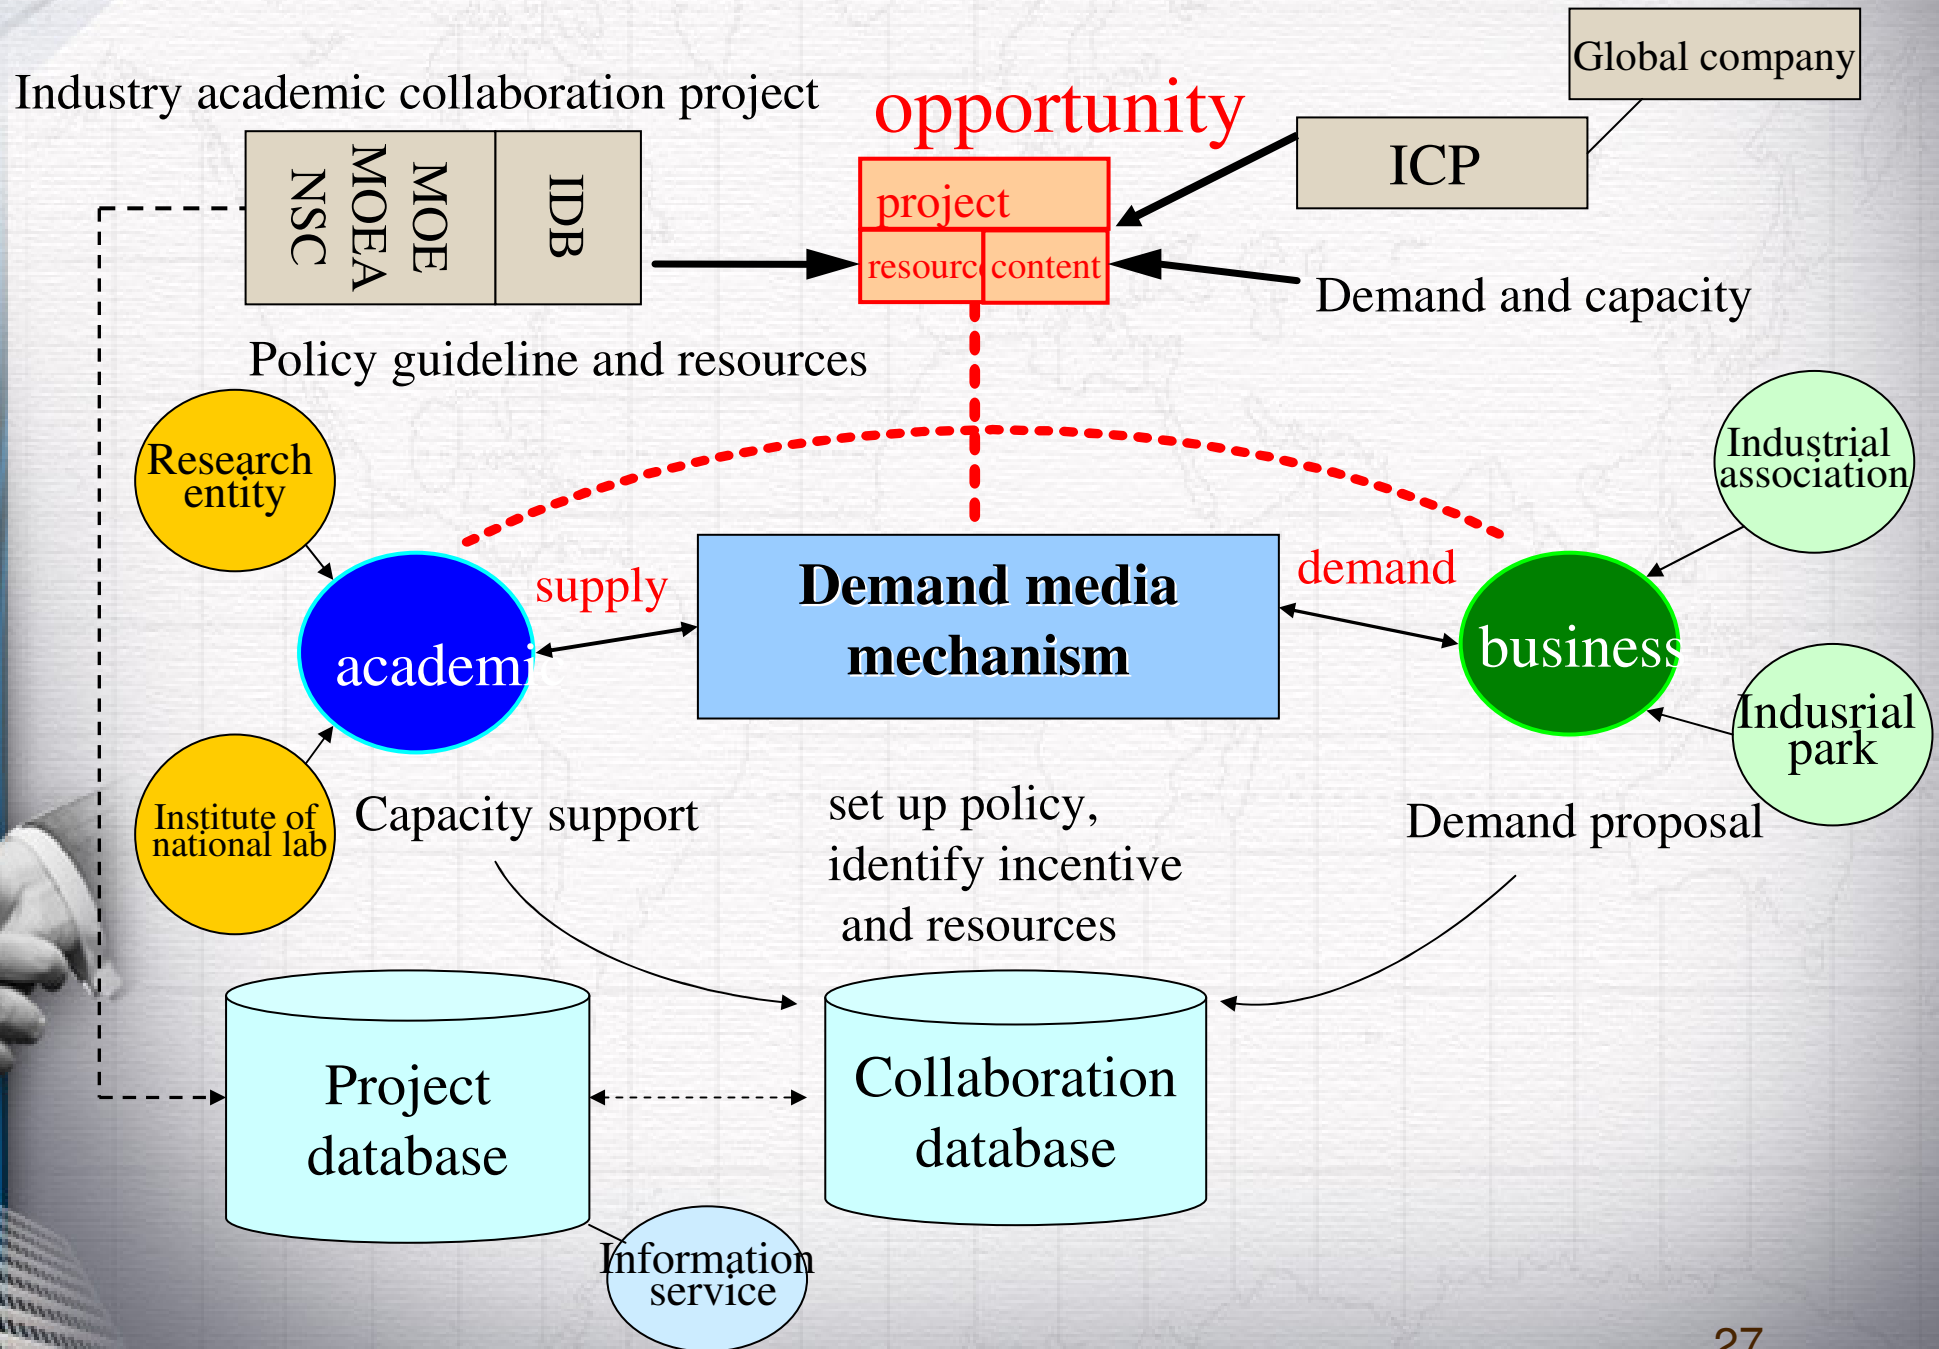 Global company
Industry academic collaboration project
opportunity
ICP
NSC
MOEA
MOE
IDB
project
resourc
content
Demand and capacity
Policy guideline and resources
Research
entity
Industrial
association
supply
demand
Demand media
mechanism
academi
business
Indusrial
park
Institute of
national lab
Capacity support
set up policy,
identify incentive
and resources
Demand proposal
Project
database
Collaboration
database
Information
service
27